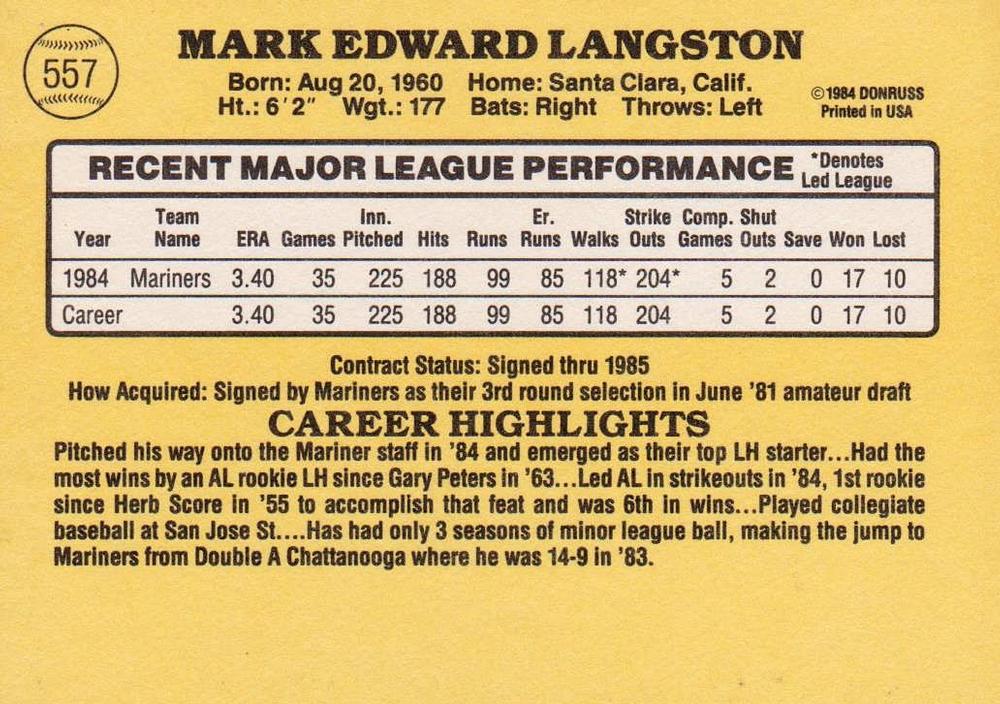 557
MARK EDWARD LANGSTON
Born: Aug 20, 1960 Home: Santa Clara, Calif.
Ht.: 6'2" Wgt.: 177 Bats: Right Throws: Left
©1984 DONRUSS
Printed in USA
RECENT MAJOR LEAGUE PERFORMANCE *Denotes
Led League
Team Inn. Er. Strike Comp. Shut
Year Name ERA Games Pitched Hits Runs Runs Walks Outs Games Outs Save Won Lost
1984 Mariners 3.40 35 225 188 99 85 118* 204* 5 2 0 17 10
Career 3.40 35 225 188 99 85 118 204 5 2 0 17 10
Contract Status: Signed thru 1985
How Acquired: Signed by Mariners as their 3rd round selection in June '81 amateur draft
CAREER HIGHLIGHTS
Pitched his way onto the Mariner staff in '84 and emerged as their top LH starter...Had the
most wins by an AL rookie LH since Gary Peters in '63...Led AL in strikeouts in '84, 1st rookie
since Herb Score in '55 to accomplish that feat and was 6th in wins...Played collegiate
baseball at San Jose St....Has had only 3 seasons of minor league ball, making the jump to
Mariners from Double A Chattanooga where he was 14-9 in '83.